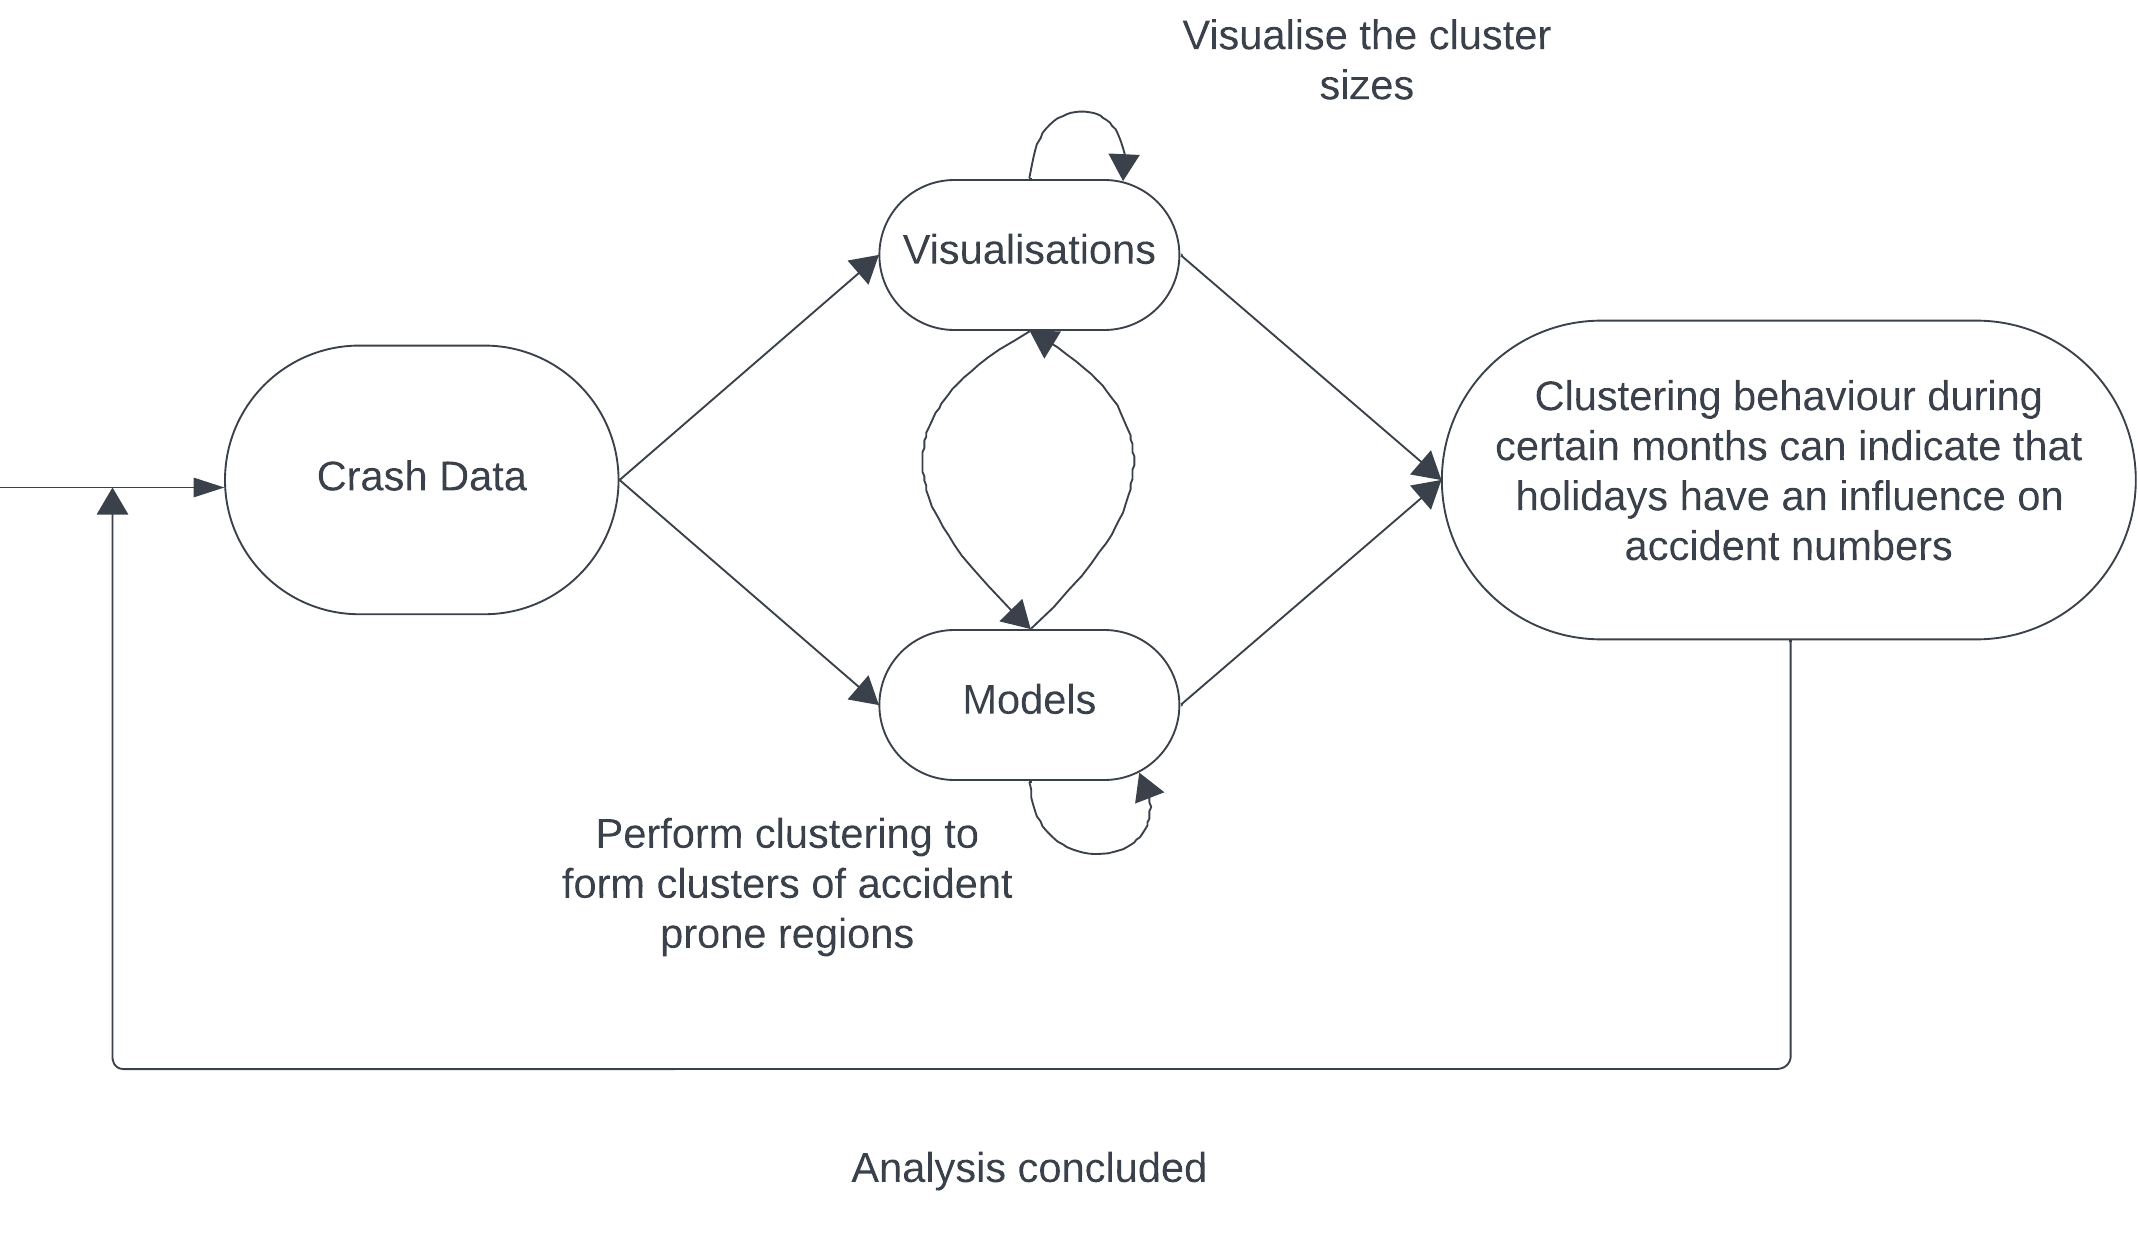 Visualise the cluster
sizes
Visualisations
Crash Data
Clustering behaviour during
certain months can indicate that
holidays have an influence on
accident numbers
Models
Perform clustering to
form clusters of accident
prone regions
Analysis concluded